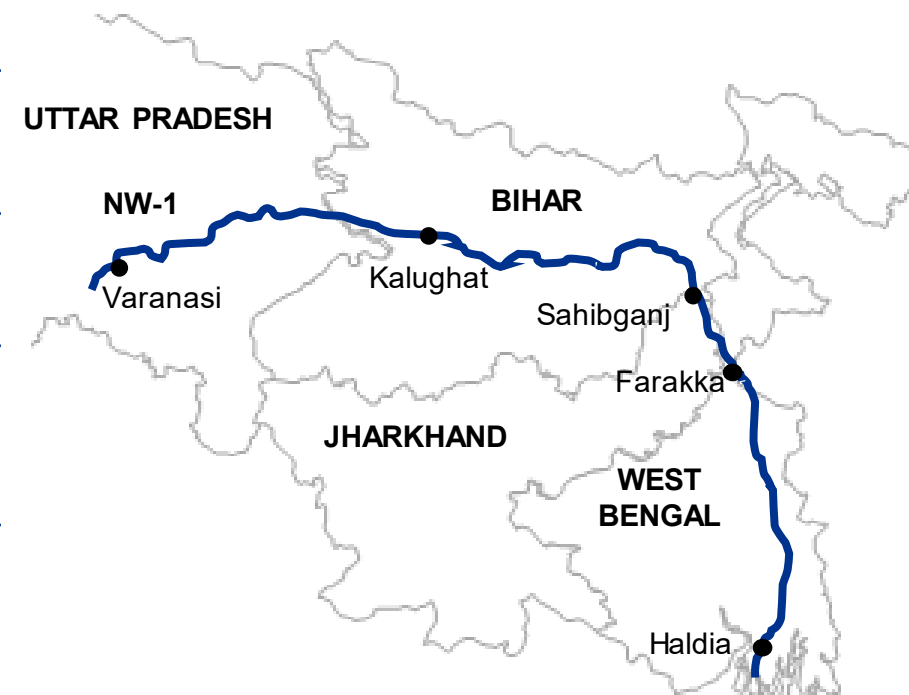 UTTAR PRADESH
NW-1
BIHAR
Kalughat
Varanasi
Sahibganj
Farakka
JHARKHAND
WEST
BENGAL
Haldia